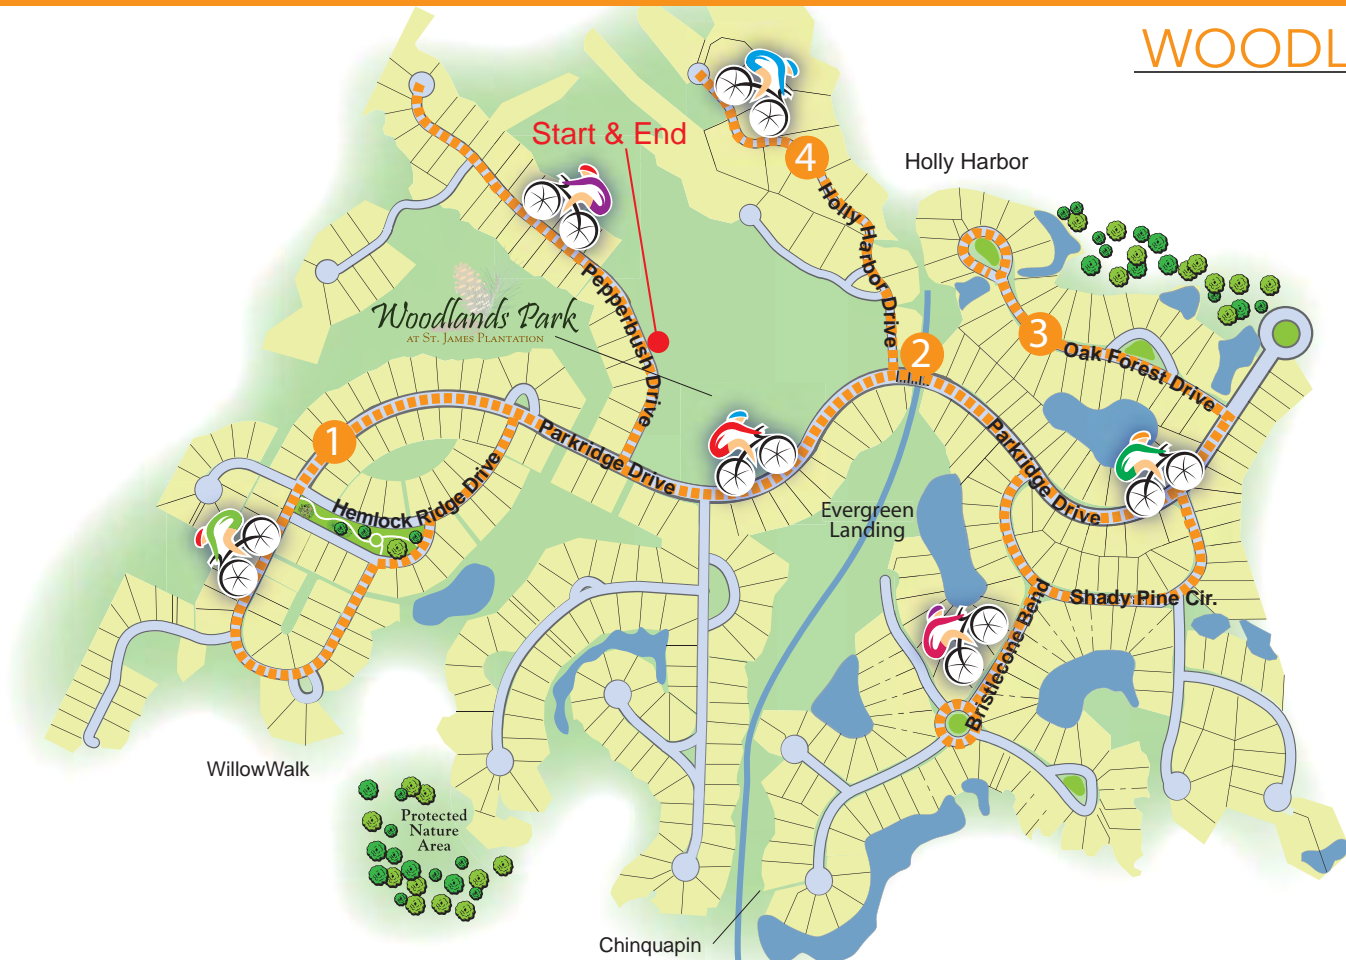 WOODL
Start & End
4
Holly Harbor
Holly Harbor Drive
Pepperbush Drive
Woodlands Park
AT ST. JAMES PLANTATION
3
Oak Forest Drive
2
1
Parkridge Drive
Parkridge Drive
Hemlock Ridge Drive
Evergreen
Landing
Shady Pine Cir.
Bristlecone Bend
WillowWalk
Protected
Nature
Area
Chinquapin